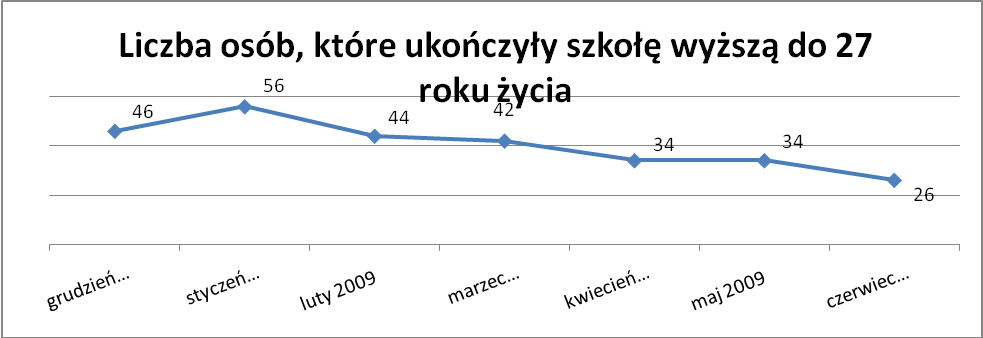 Liczba osób, które ukończyły szkołę wyższą do 27
roku życia
46
56
44
42
34
34
26
grudzień...
styczeń...
luty 2009
marzec...
kwiecień...
maj 2009
czerwiec...